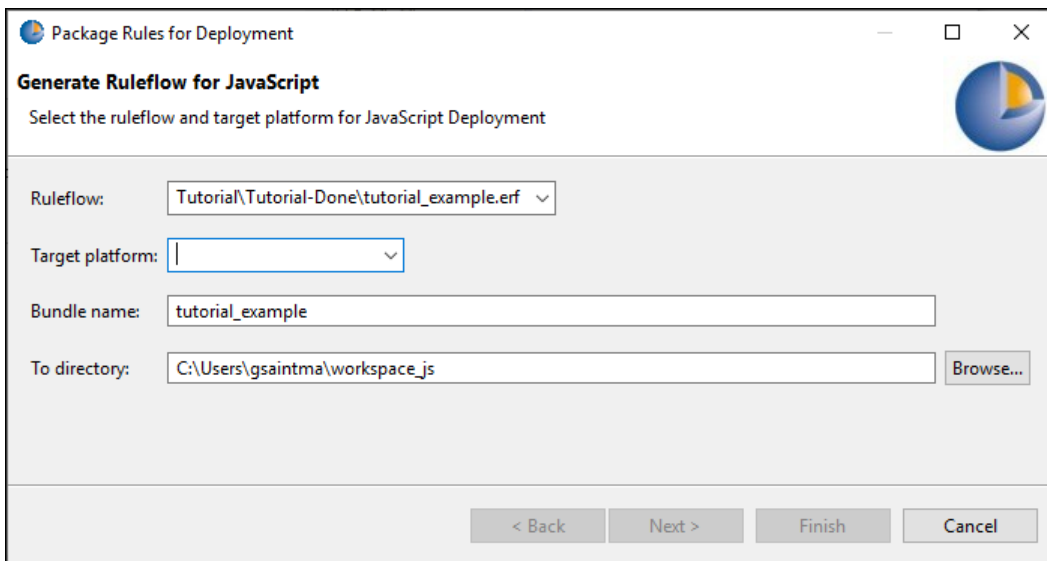 Package Rules for Deployment
Generate Ruleflow for JavaScript
Select the ruleflow and target platform for JavaScript Deployment
Ruleflow: Tutorial\Tutorial-Done\tutorial_example.erf
Target platform:
Bundle name: tutorial_example
To directory: C:\Users\gsaintma\workspace_js Browse...
< Back Next > Finish Cancel